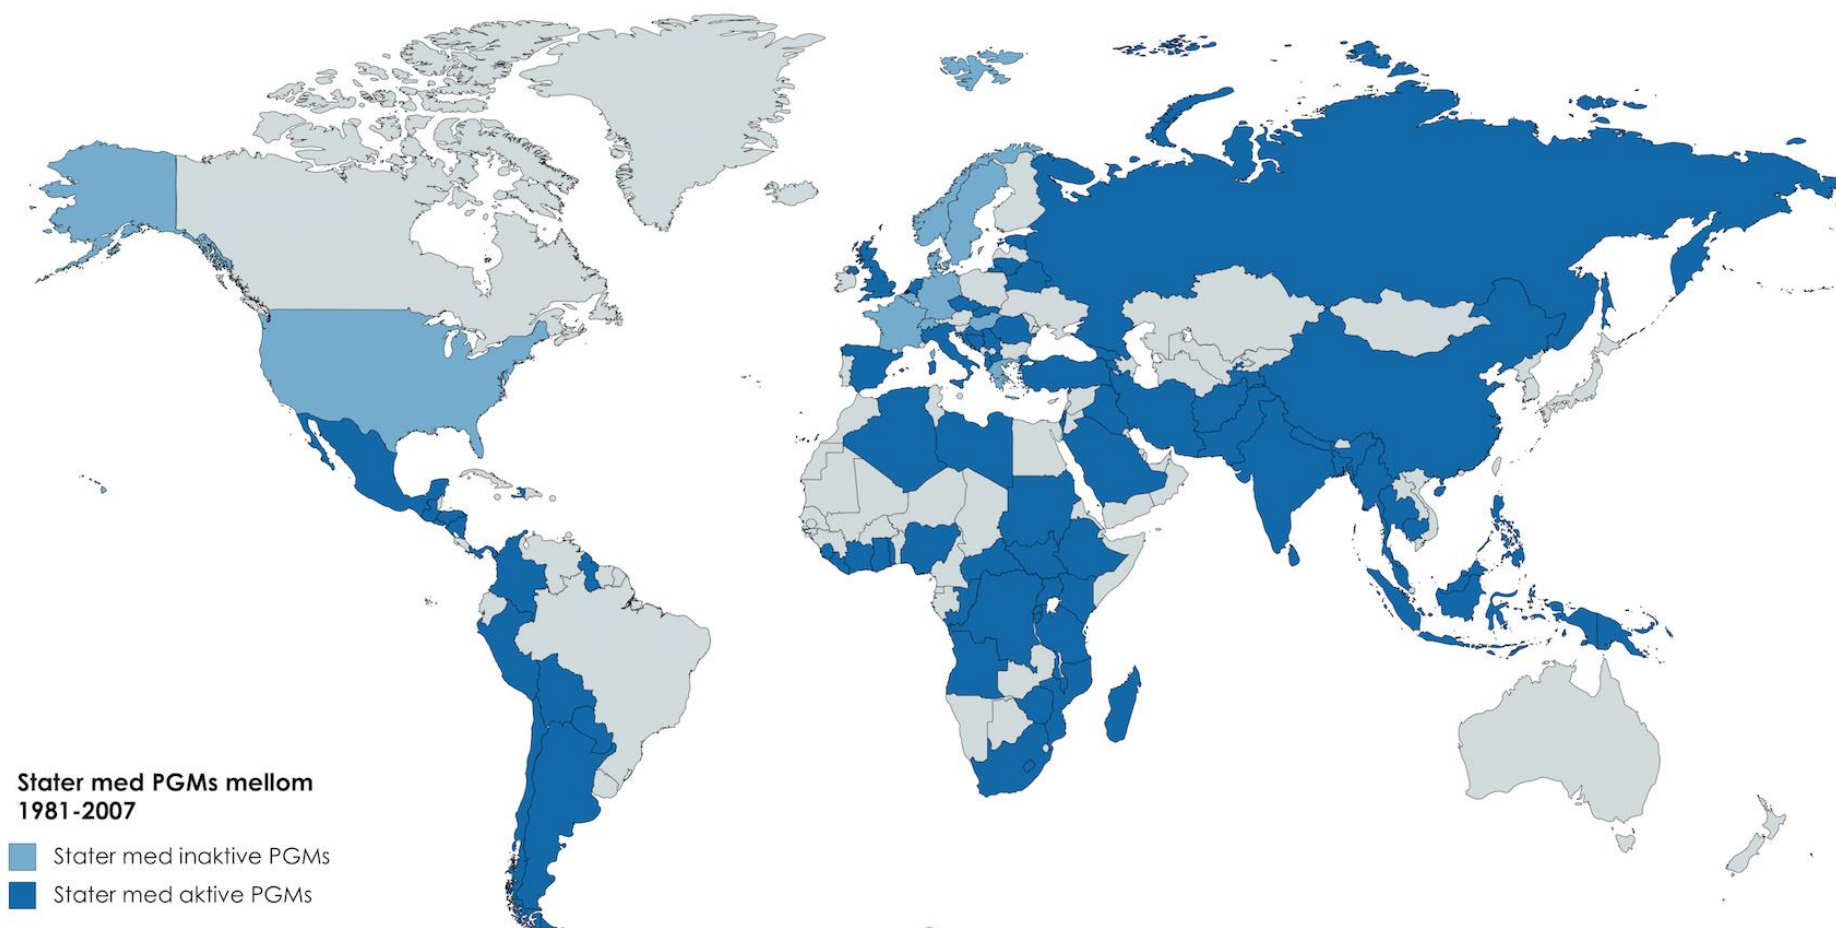 Stater med PGMs mellom
1981-2007
Stater med inaktive PGMs
Stater med aktive PGMs